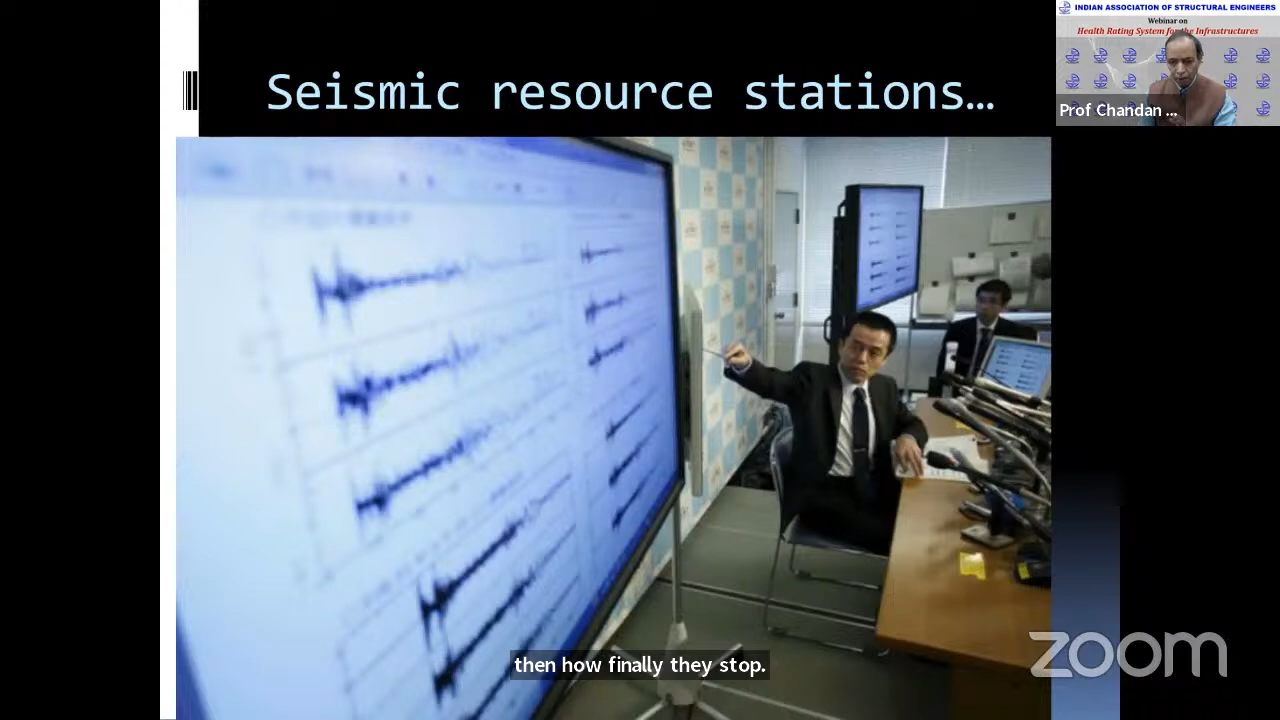 INDIAN ASSOCIATION OF STRUCTURAL ENGINEERS
Webinar on
Health Rating System for the Infrastructures
Prof Chandan ...
Seismic resource stations…
then how finally they stop.
zoom